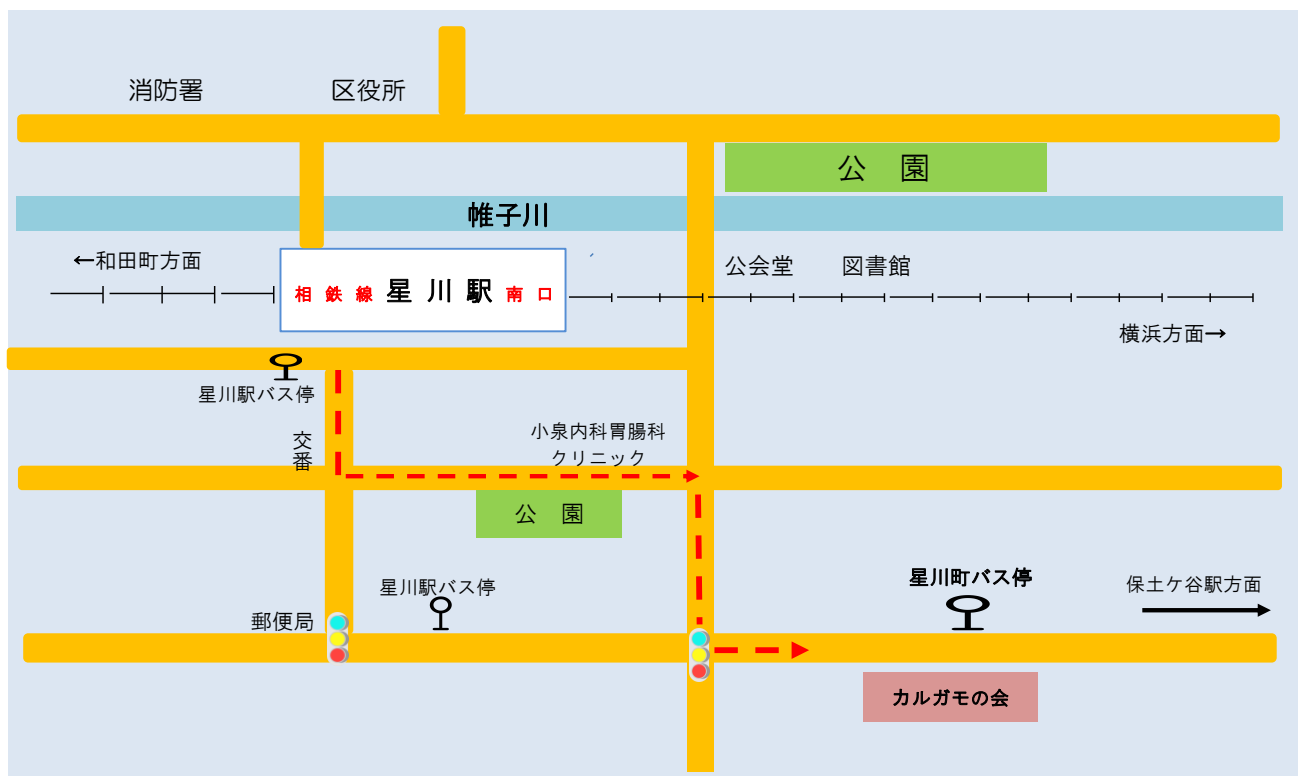 消防署
区役所
公 園
帷子川
←和田町方面
相鉄線 星川駅 南口
公会堂
図書館
横浜方面→
星川駅バス停
交番
小泉内科胃腸科
クリニック
公 園
星川駅バス停
郵便局
星川町バス停
保土ケ谷駅方面
カルガモの会